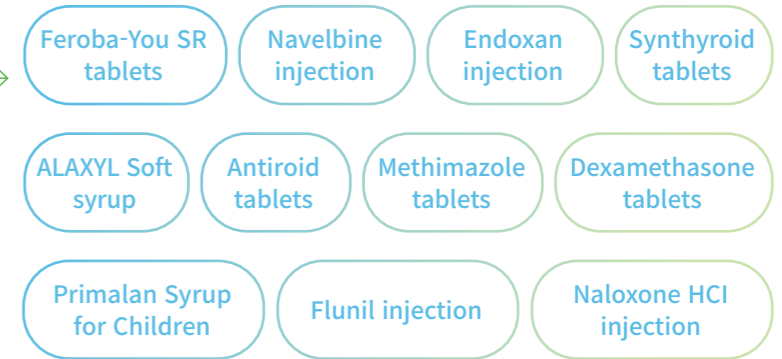 Feroba-You SR
tablets
Navelbine
injection
Endoxan
injection
Synthyroid
tablets
ALAXYL Soft
syrup
Antiroid
tablets
Methimazole
tablets
Dexamethasone
tablets
Primalan Syrup
for Children
Flunil injection
Naloxone HCI
injection